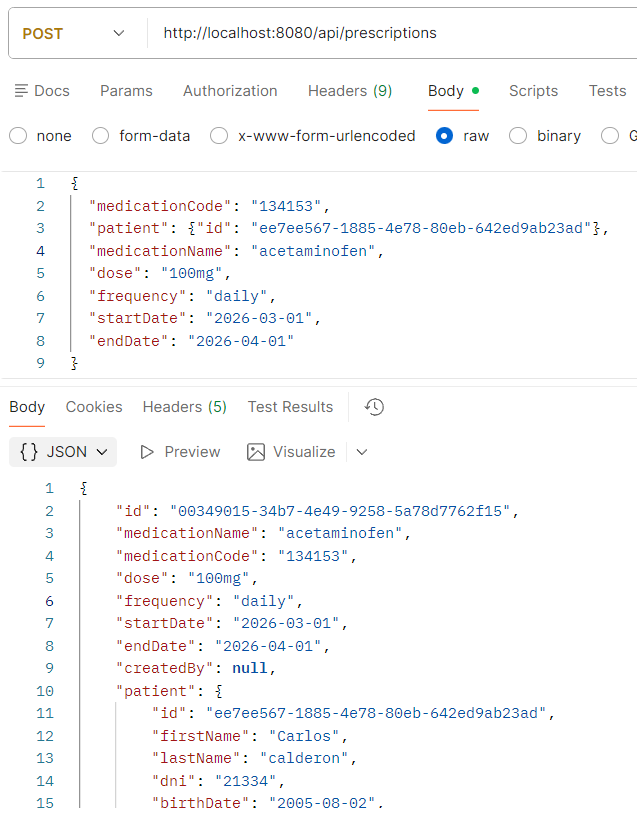 POST http://localhost:8080/api/prescriptions
Docs Params Authorization Headers (9) Body Scripts Tests
none form-data x-www-form-urlencoded raw binary G
1 {
2 "medicationCode": "134153",
3 "patient": {"id": "ee7ee567-1885-4e78-80eb-642ed9ab23ad"},
4 "medicationName": "acetaminofen",
5 "dose": "100mg",
6 "frequency": "daily",
7 "startDate": "2026-03-01",
8 "endDate": "2026-04-01"
9 }
Body Cookies Headers (5) Test Results
{} JSON Preview Visualize
1 {
2 "id": "00349015-34b7-4e49-9258-5a78d7762f15",
3 "medicationName": "acetaminofen",
4 "medicationCode": "134153",
5 "dose": "100mg",
6 "frequency": "daily",
7 "startDate": "2026-03-01",
8 "endDate": "2026-04-01",
9 "createdBy": null,
10 "patient": {
11 "id": "ee7ee567-1885-4e78-80eb-642ed9ab23ad",
12 "firstName": "Carlos",
13 "lastName": "calderon",
14 "dni": "21334",
15 "birthDate": "2005-08-02",